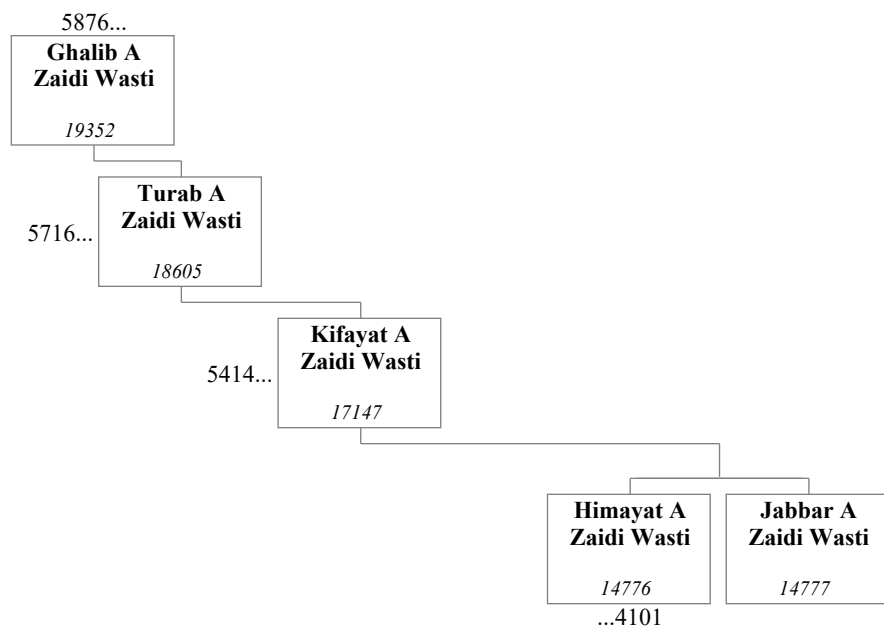 5876...
Ghalib A
Zaidi Wasti
19352
Turab A
Zaidi Wasti
5716...
18605
Kifayat A
Zaidi Wasti
5414...
17147
Himayat A
Zaidi Wasti
14776
...4101
Jabbar A
Zaidi Wasti
14777